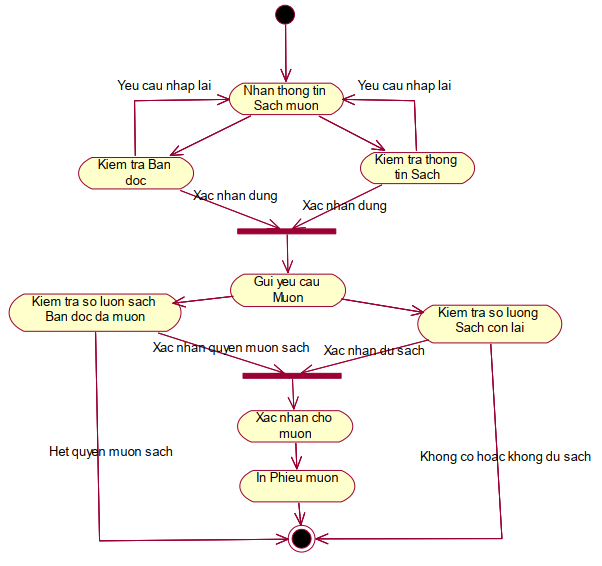 Yeu cau nhap lai
Yeu cau nhap lai
Nhan thong tin
Sach muon
Kiem tra Ban
doc
Kiem tra thong
tin Sach
Xac nhan dung
Xac nhan dung
Gui yeu cau
Muon
Kiem tra so luon sach
Ban doc da muon
Kiem tra so luong
Sach con lai
Xac nhan quyen muon sach
Xac nhan du sach
Xac nhan cho
muon
Het quyen muon sach
Khong co hoac khong du sach
In Phieu muon